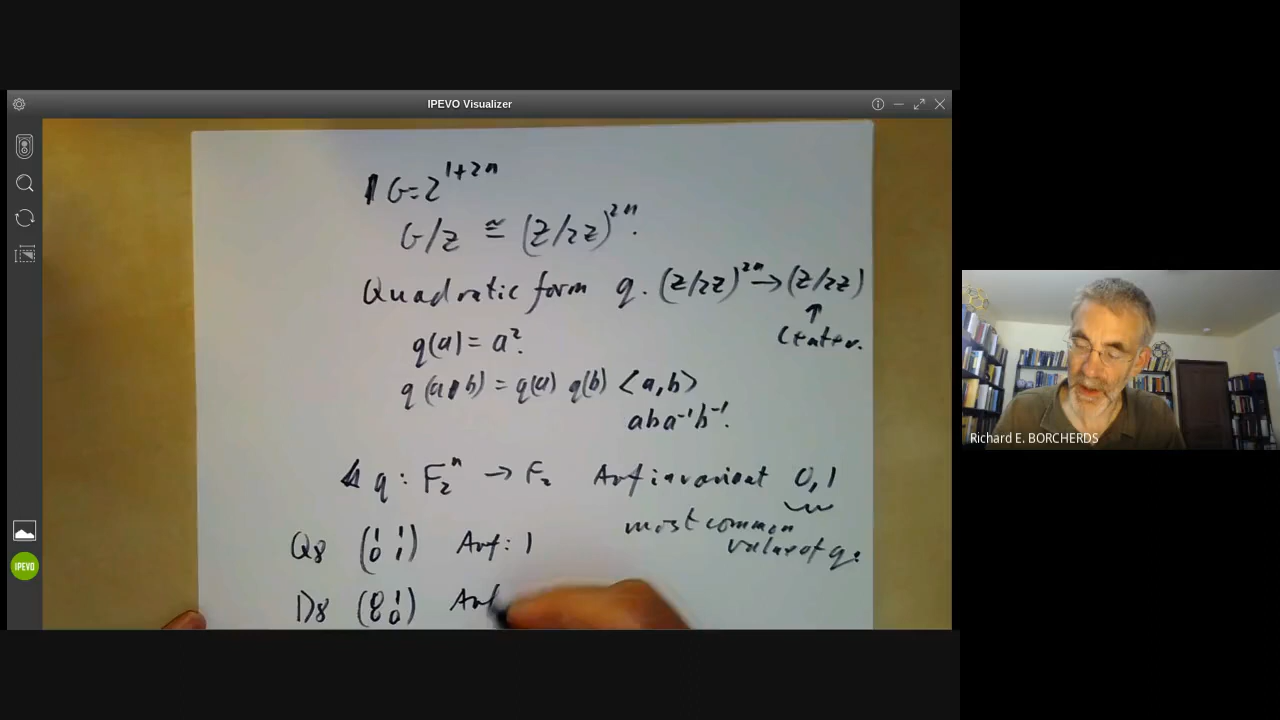 IPEVO Visualizer
G=2^{1+2n}
G/Z ≅ (Z/2Z)^{2n}.
Quadratic form q. (Z/2Z)^{2n} → (Z/2Z)
↑
Center.
q(a) = a².
q(a b) = q(a) q(b) <a,b>
aba⁻¹b⁻¹.
q : F₂ⁿ → F₂ Arf invariant 0,1
most common
value of q.
Q8 (1 1
0 1) Arf: 1
D8 (0 1
0 0) Arf
IPEVO
Richard E. BORCHERDS